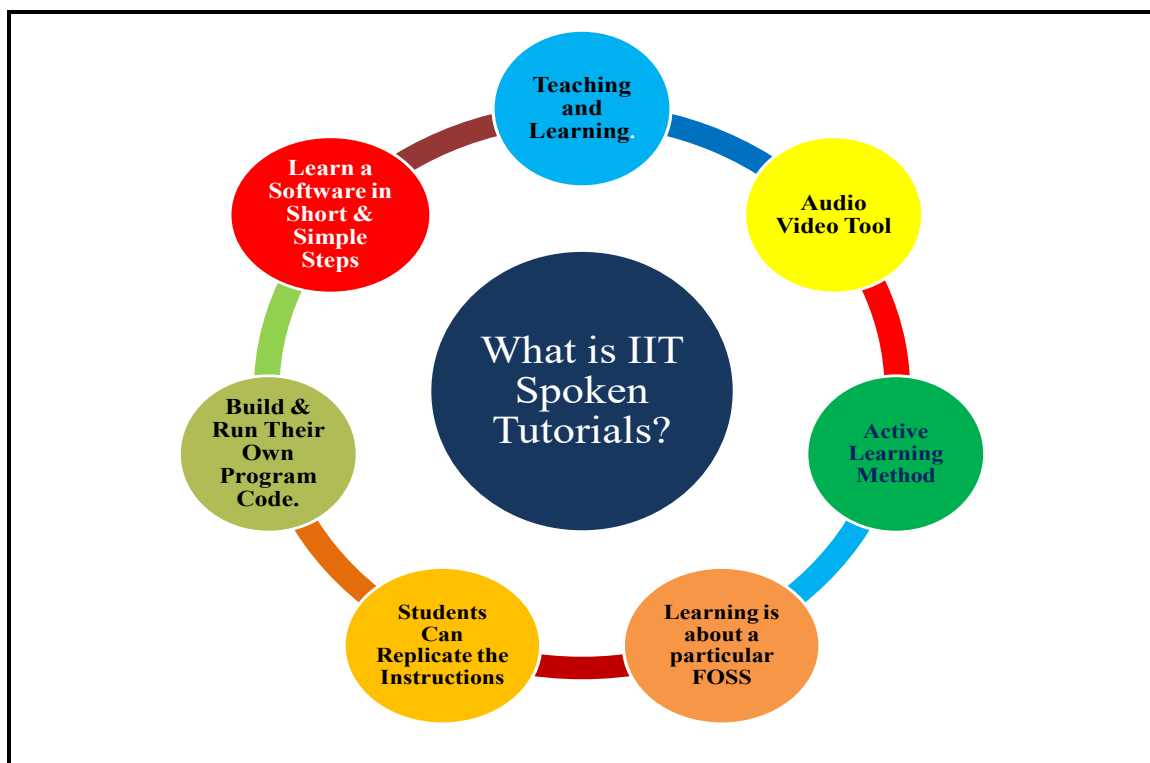 Teaching
and
Learning.
Audio
Video Tool
Active
Learning
Method
Learning is
about a
particular
FOSS
Students
Can
Replicate the
Instructions
Build &
Run Their
Own
Program
Code.
Learn a
Software in
Short &
Simple
Steps
What is IIT
Spoken
Tutorials?